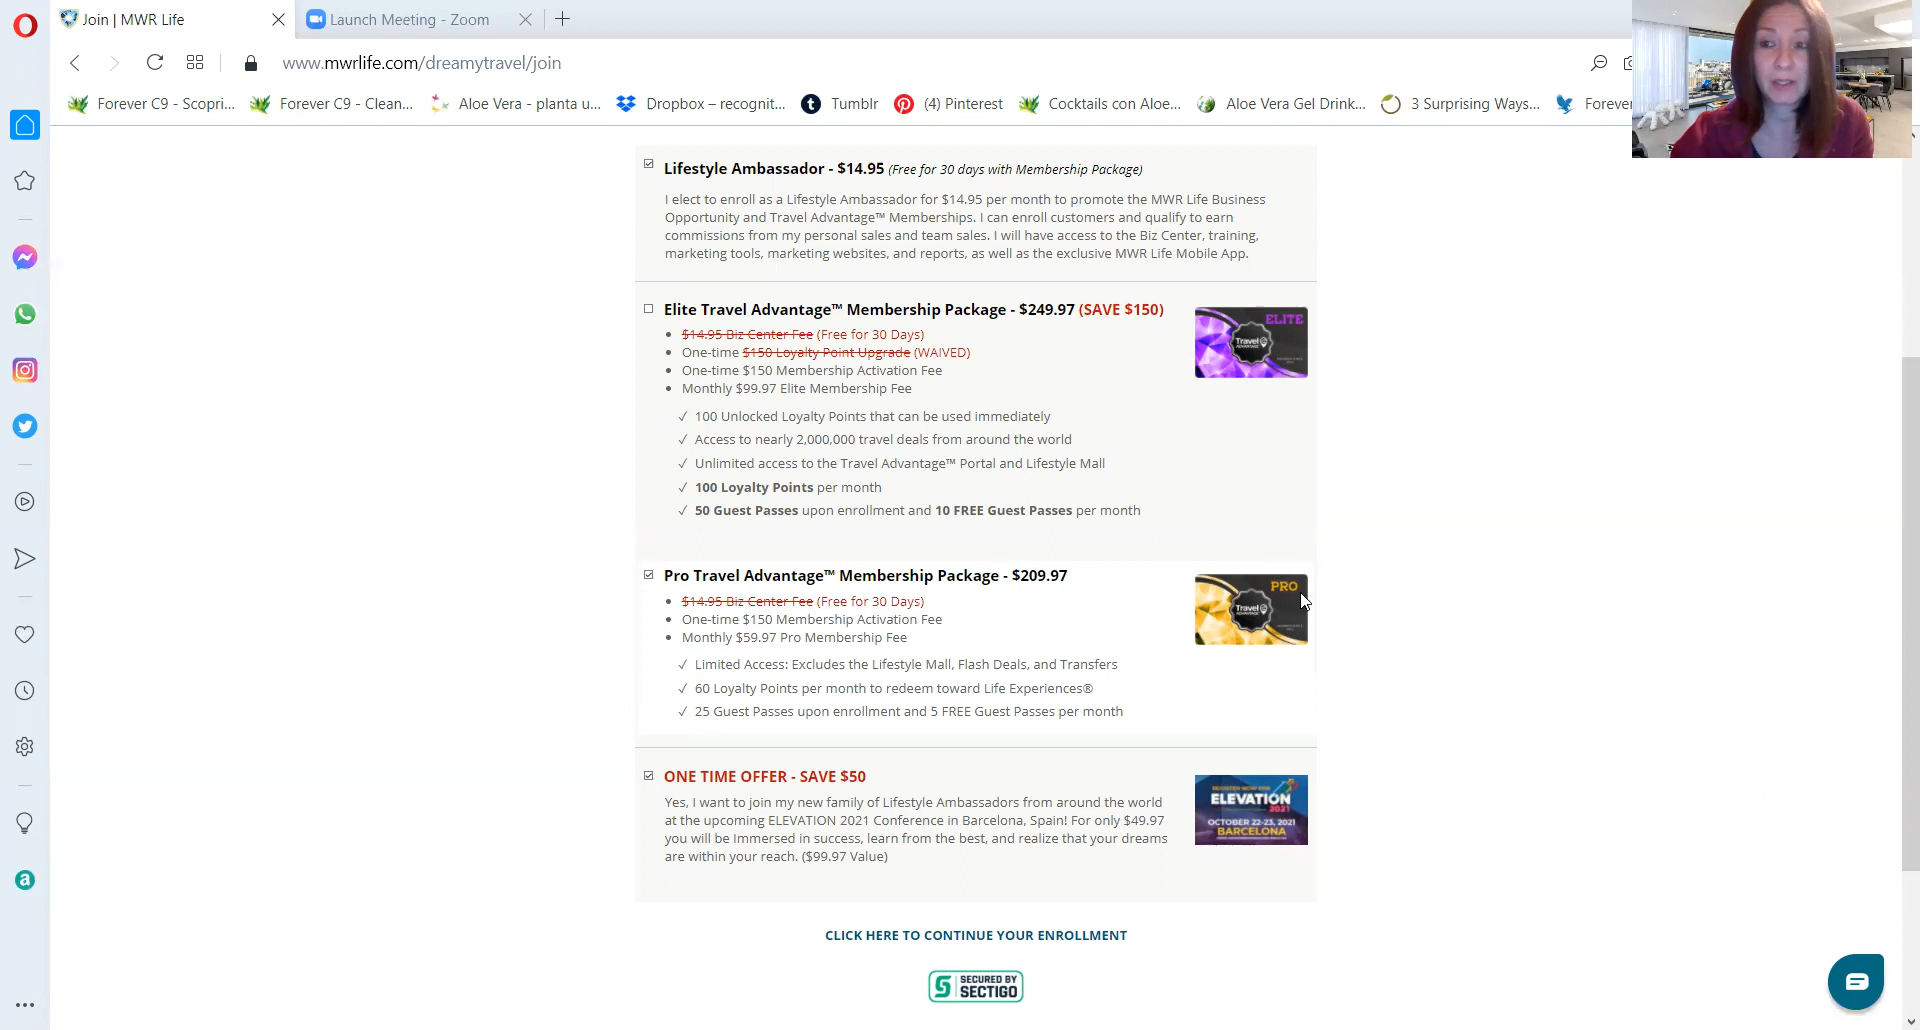 Join | MWR Life
Launch Meeting - Zoom
www.mwrlife.com/dreamytravel/join
Forever C9 - Scopri...
Forever C9 - Clean...
Aloe Vera - planta u...
Dropbox – recognit...
Tumblr
(4) Pinterest
Cocktails con Aloe...
Aloe Vera Gel Drink...
3 Surprising Ways...
Forever
Lifestyle Ambassador - $14.95 (Free for 30 days with Membership Package)
I elect to enroll as a Lifestyle Ambassador for $14.95 per month to promote the MWR Life Business
Opportunity and Travel Advantage™ Memberships. I can enroll customers and qualify to earn
commissions from my personal sales and team sales. I will have access to the Biz Center, training,
marketing tools, marketing websites, and reports, as well as the exclusive MWR Life Mobile App.
Elite Travel Advantage™ Membership Package - $249.97 (SAVE $150)
$14.95 Biz Center Fee (Free for 30 Days)
One-time $150 Loyalty Point Upgrade (WAIVED)
One-time $150 Membership Activation Fee
Monthly $99.97 Elite Membership Fee
ELITE
Travel
ADVANTAGE
✓ 100 Unlocked Loyalty Points that can be used immediately
✓ Access to nearly 2,000,000 travel deals from around the world
✓ Unlimited access to the Travel Advantage™ Portal and Lifestyle Mall
✓ 100 Loyalty Points per month
✓ 50 Guest Passes upon enrollment and 10 FREE Guest Passes per month
Pro Travel Advantage™ Membership Package - $209.97
$14.95 Biz Center Fee (Free for 30 Days)
One-time $150 Membership Activation Fee
Monthly $59.97 Pro Membership Fee
PRO
Travel
ADVANTAGE
✓ Limited Access: Excludes the Lifestyle Mall, Flash Deals, and Transfers
✓ 60 Loyalty Points per month to redeem toward Life Experiences®
✓ 25 Guest Passes upon enrollment and 5 FREE Guest Passes per month
ONE TIME OFFER - SAVE $50
Yes, I want to join my new family of Lifestyle Ambassadors from around the world
at the upcoming ELEVATION 2021 Conference in Barcelona, Spain! For only $49.97
you will be Immersed in success, learn from the best, and realize that your dreams
are within your reach. ($99.97 Value)
REGISTER NOW FOR
ELEVATION
2021
OCTOBER 22-23, 2021
BARCELONA
CLICK HERE TO CONTINUE YOUR ENROLLMENT
SECURED BY
SECTIGO